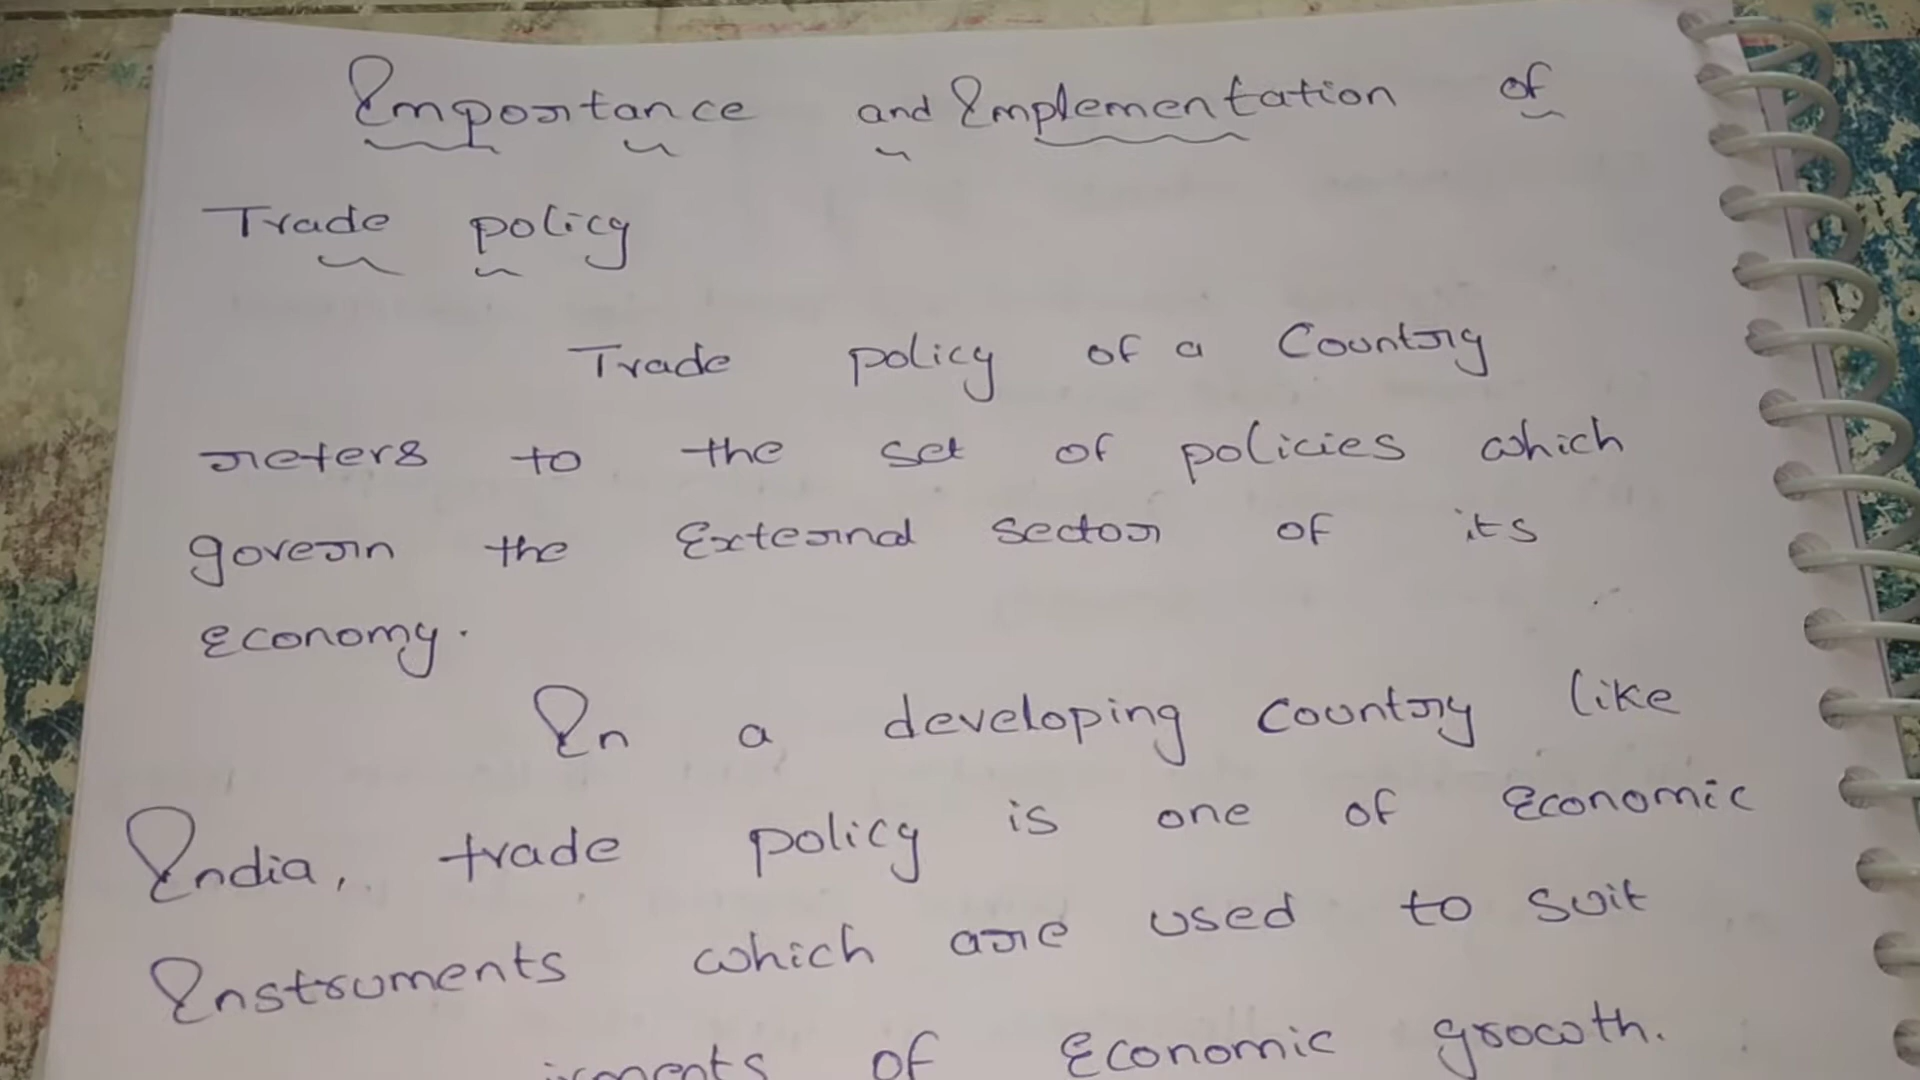 Importance and Implementation of
Trade policy
Trade policy of a Country
refers to the set of policies which
govern the External sector of its
economy.
In a developing country like
India, trade policy is one of Economic
Instruments which are used to suit
of Economic growth.